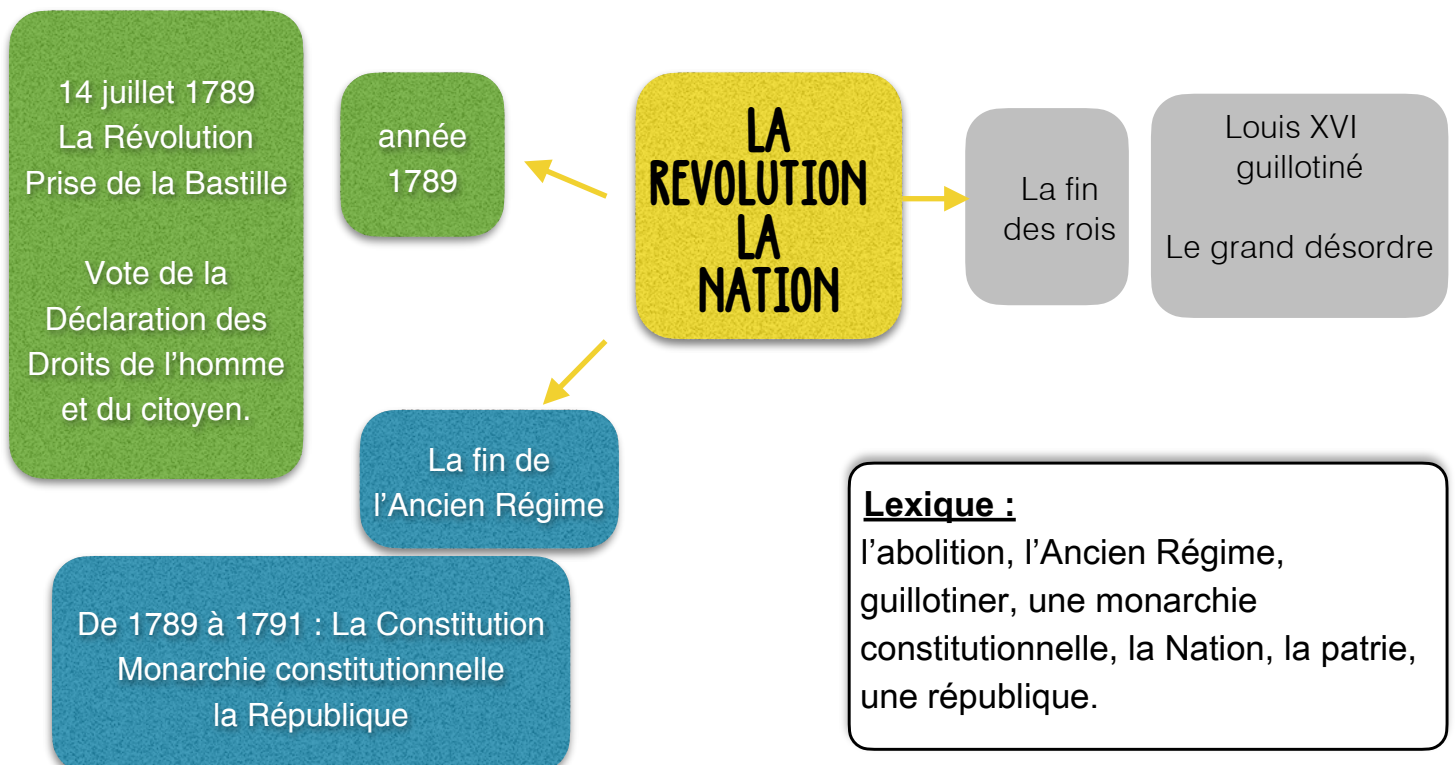 14 juillet 1789
La Révolution
Prise de la Bastille
Vote de la
Déclaration des
Droits de l’homme
et du citoyen.
année
1789
LA
REVOLUTION
LA
NATION
La fin
des rois
Louis XVI
guillotiné
Le grand désordre
La fin de
l’Ancien Régime
De 1789 à 1791 : La Constitution
Monarchie constitutionnelle
la République
Lexique :
l’abolition, l’Ancien Régime,
guillotiner, une monarchie
constitutionnelle, la Nation, la patrie,
une république.